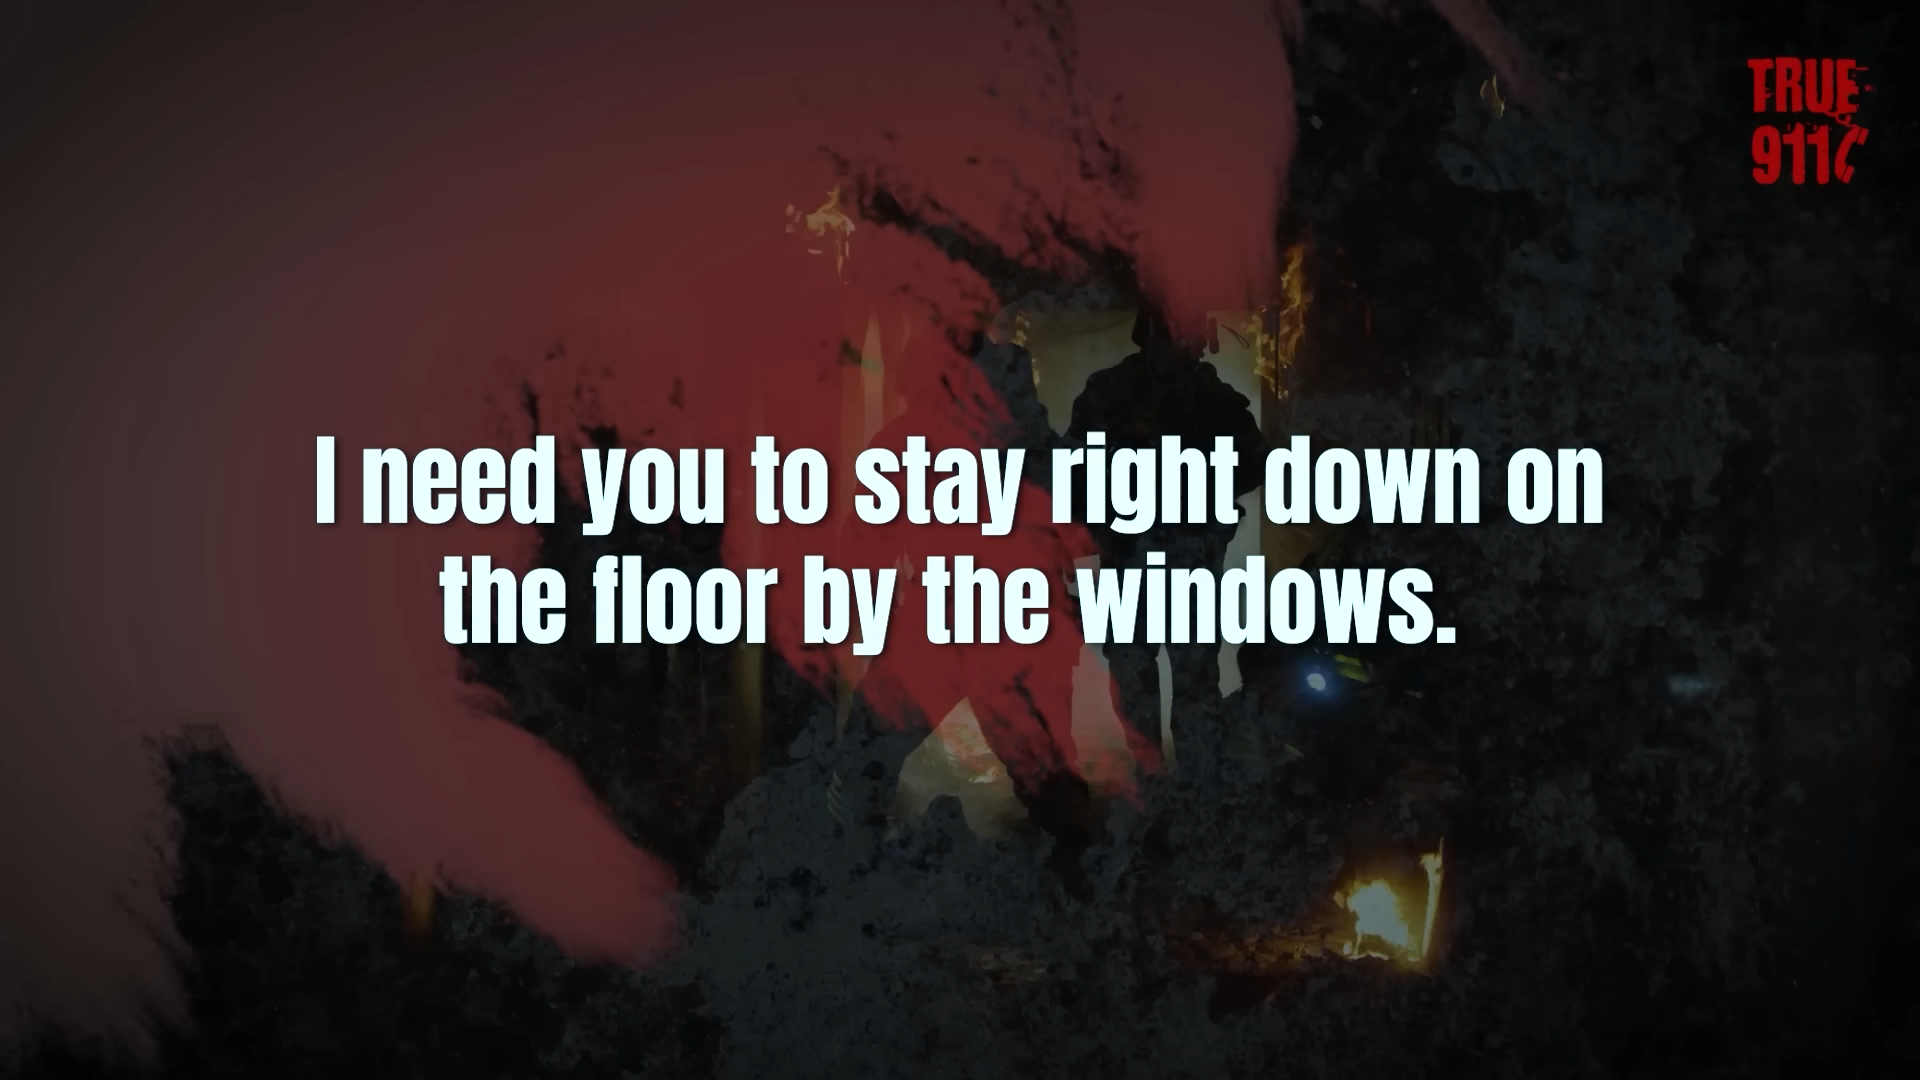 TRUE
911
I need you to stay right down on
the floor by the windows.